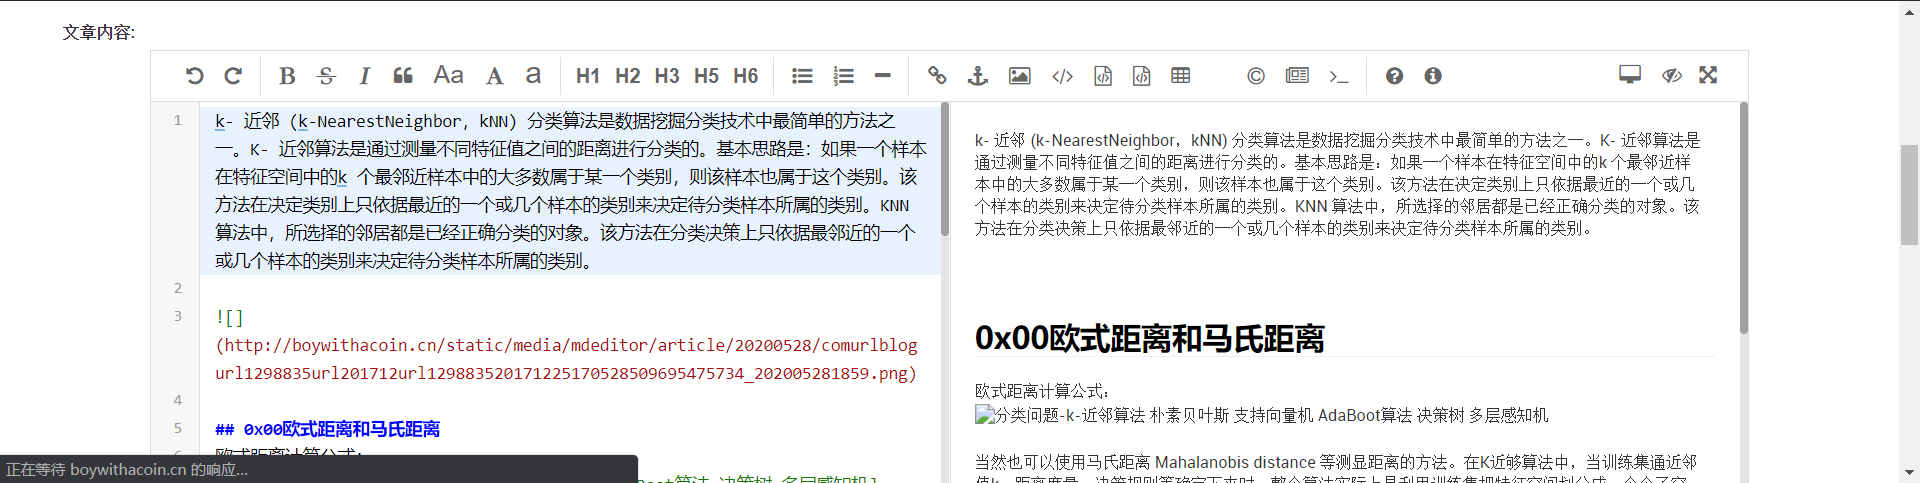 文章内容:
B S I Aa A a H1 H2 H3 H5 H6
1
k- 近邻 (k-NearestNeighbor，kNN) 分类算法是数据挖掘分类技术中最简单的方法之
一。K- 近邻算法是通过测量不同特征值之间的距离进行分类的。基本思路是：如果一个样本
在特征空间中的k 个最邻近样本中的大多数属于某一个类别，则该样本也属于这个类别。该
方法在决定类别上只依据最近的一个或几个样本的类别来决定待分类样本所属的类别。KNN
算法中，所选择的邻居都是已经正确分类的对象。该方法在分类决策上只依据最邻近的一个
或几个样本的类别来决定待分类样本所属的类别。
2
3
![]
(http://boywithacoin.cn/static/media/mdeditor/article/20200528/comurlblog
url1298835url201712url1298835201712251705285096954​75734_202005281859.png)
4
5
## 0x00欧式距离和马氏距离
欧式距离计算公式：
算法 决策树 多层感知机]
正在等待 boywithacoin.cn 的响应...
k- 近邻 (k-NearestNeighbor，kNN) 分类算法是数据挖掘分类技术中最简单的方法之一。K- 近邻算法是
通过测量不同特征值之间的距离进行分类的。基本思路是：如果一个样本在特征空间中的k 个最邻近样
本中的大多数属于某一个类别，则该样本也属于这个类别。该方法在决定类别上只依据最近的一个或几
个样本的类别来决定待分类样本所属的类别。KNN 算法中，所选择的邻居都是已经正确分类的对象。该
方法在分类决策上只依据最邻近的一个或几个样本的类别来决定待分类样本所属的类别。
0x00欧式距离和马氏距离
欧式距离计算公式：
分类问题-k-近邻算法 朴素贝叶斯 支持向量机 AdaBoot算法 决策树 多层感知机
当然也可以使用马氏距离 Mahalanobis distance 等测显距离的方法。在K近够算法中，当训练集通近邻